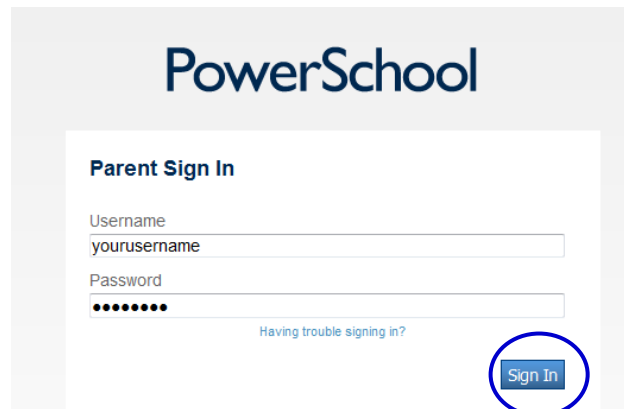 PowerSchool
Parent Sign In
Username
yourusername
Password
••••••••
Having trouble signing in?
Sign In